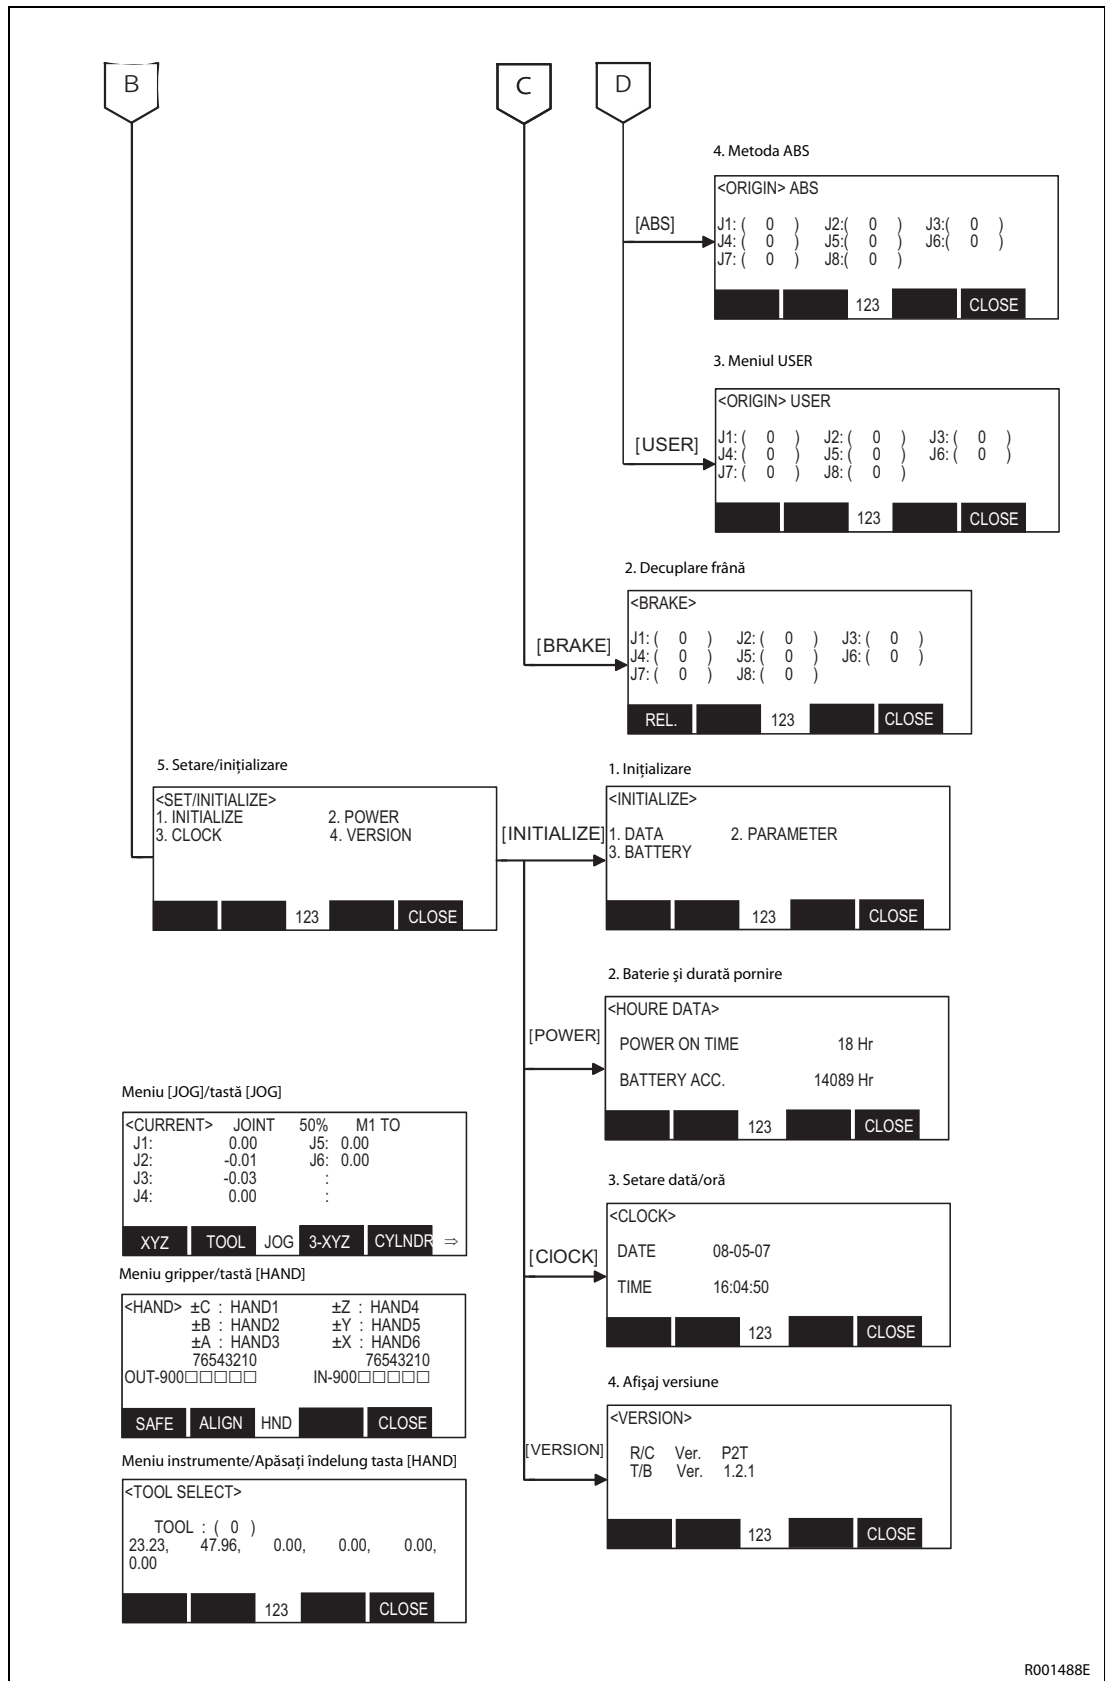 B
C
D
4. Metoda ABS
[ABS]
<ORIGIN> ABS
J1: ( 0 ) J2:( 0 ) J3:( 0 )
J4: ( 0 ) J5:( 0 ) J6:( 0 )
J7: ( 0 ) J8:( 0 )
123 CLOSE
3. Meniul USER
[USER]
<ORIGIN> USER
J1: ( 0 ) J2: ( 0 ) J3: ( 0 )
J4: ( 0 ) J5: ( 0 ) J6: ( 0 )
J7: ( 0 ) J8: ( 0 )
123 CLOSE
2. Decuplare frână
[BRAKE]
<BRAKE>
J1: ( 0 ) J2: ( 0 ) J3: ( 0 )
J4: ( 0 ) J5: ( 0 ) J6: ( 0 )
J7: ( 0 ) J8: ( 0 )
REL. 123 CLOSE
5. Setare/inițializare
<SET/INITIALIZE>
1. INITIALIZE 2. POWER
3. CLOCK 4. VERSION
123 CLOSE
1. Inițializare
[INITIALIZE]
<INITIALIZE>
1. DATA 2. PARAMETER
3. BATTERY
123 CLOSE
2. Baterie şi durată pornire
[POWER]
<HOURE DATA>
POWER ON TIME 18 Hr
BATTERY ACC. 14089 Hr
123 CLOSE
3. Setare dată/oră
[ClOCK]
<CLOCK>
DATE 08-05-07
TIME 16:04:50
123 CLOSE
4. Afişaj versiune
[VERSION]
<VERSION>
R/C Ver. P2T
T/B Ver. 1.2.1
123 CLOSE
Meniu [JOG]/tastă [JOG]
<CURRENT> JOINT 50% M1 TO
J1: 0.00 J5: 0.00
J2: -0.01 J6: 0.00
J3: -0.03 :
J4: 0.00 :
XYZ TOOL JOG 3-XYZ CYLNDR ⇒
Meniu gripper/tastă [HAND]
<HAND> ±C : HAND1 ±Z : HAND4
±B : HAND2 ±Y : HAND5
±A : HAND3 ±X : HAND6
76543210 76543210
OUT-900□□□□□ IN-900□□□□□
SAFE ALIGN HND CLOSE
Meniu instrumente/Apăsați îndelung tasta [HAND]
<TOOL SELECT>
TOOL : ( 0 )
23.23, 47.96, 0.00, 0.00, 0.00,
0.00
123 CLOSE
R001488E